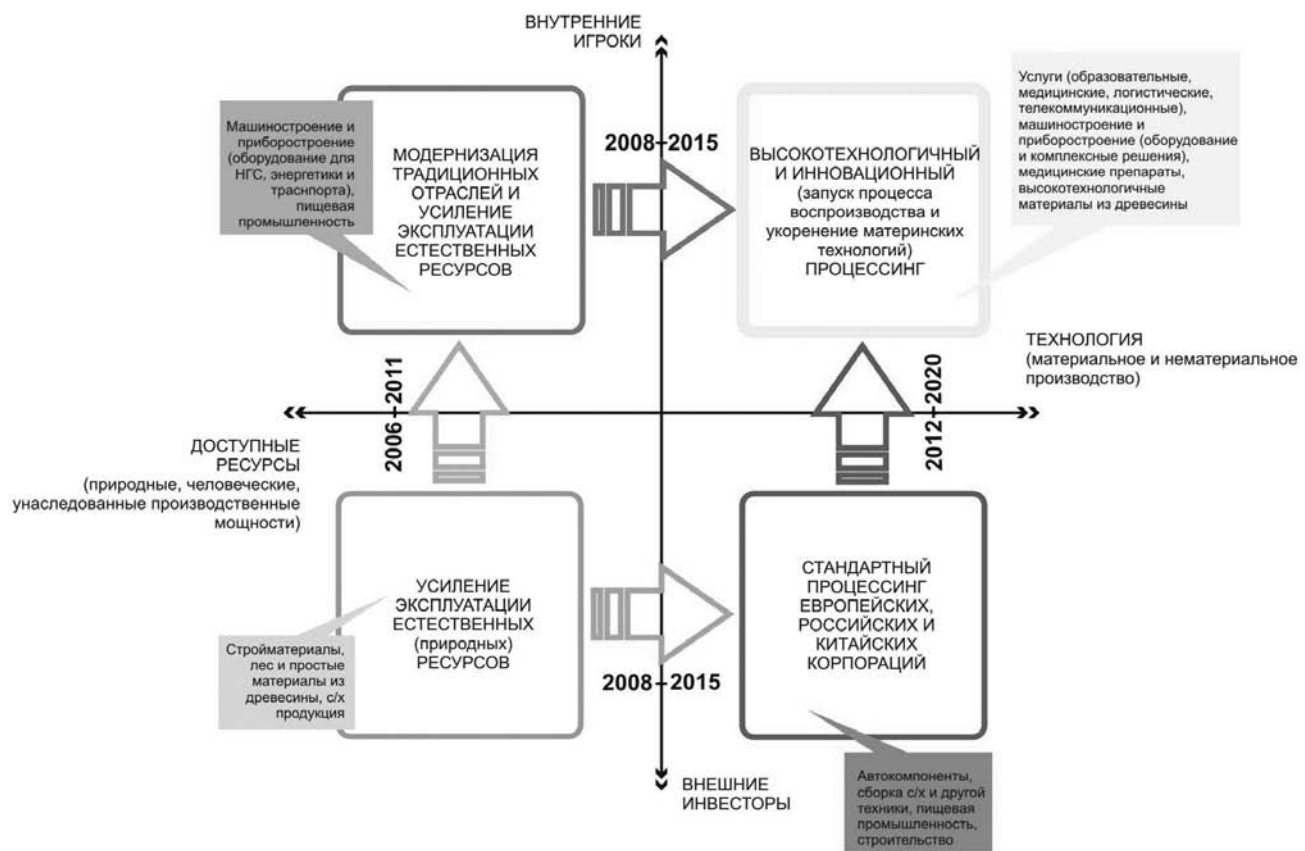 ВНУТРЕННИЕ
ИГРОКИ
Машиностроение и
приборостроение
(оборудование для
НГС, энергетики и
траснпорта),
пищевая
промышленность
МОДЕРНИЗАЦИЯ
ТРАДИЦИОННЫХ
ОТРАСЛЕЙ И
УСИЛЕНИЕ
ЭКСПЛУАТАЦИИ
ЕСТЕСТВЕННЫХ
РЕСУРСОВ
2008–2015
ВЫСОКОТЕХНОЛОГИЧНЫЙ
И ИННОВАЦИОННЫЙ
(запуск процесса
воспроизводства и
укоренение материнских
технологий)
ПРОЦЕССИНГ
Услуги (образовательные,
медицинские, логистические,
телекоммуникационные),
машиностроение и
приборостроение (оборудование
и комплексные решения),
медицинские препараты,
высокотехнологичные
материалы из древесины
ТЕХНОЛОГИЯ
(материальное и нематериальное
производство)
2006–2011
2012–2020
ДОСТУПНЫЕ
РЕСУРСЫ
(природные, человеческие,
унаследованные производственные
мощности)
УСИЛЕНИЕ
ЭКСПЛУАТАЦИИ
ЕСТЕСТВЕННЫХ
(природных)
РЕСУРСОВ
Стройматериалы,
лес и простые
материалы из
древесины, с/х
продукция
2008–2015
СТАНДАРТНЫЙ
ПРОЦЕССИНГ
ЕВРОПЕЙСКИХ,
РОССИЙСКИХ И
КИТАЙСКИХ
КОРПОРАЦИЙ
ВНЕШНИЕ
ИНВЕСТОРЫ
Автокомпоненты,
сборка с/х и другой
техники, пищевая
промышленность,
строительство